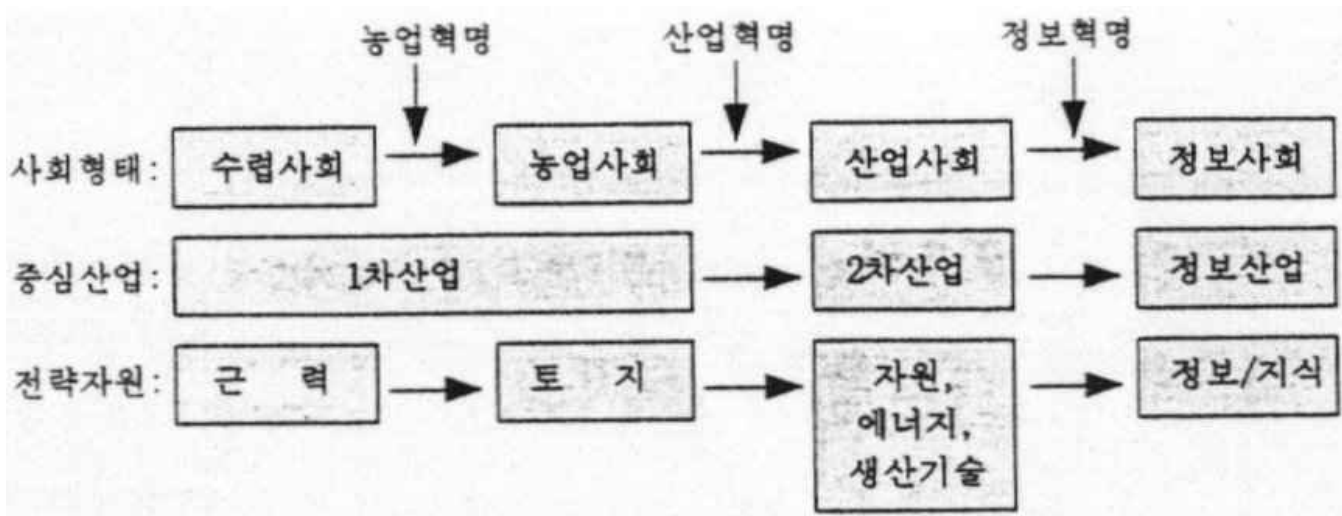 농업혁명 산업혁명 정보혁명
사회형태: 수렵사회 농업사회 산업사회 정보사회
중심산업: 1차산업 2차산업 정보산업
전략자원: 근 력 토 지 자원, 정보/지식
에너지,
생산기술